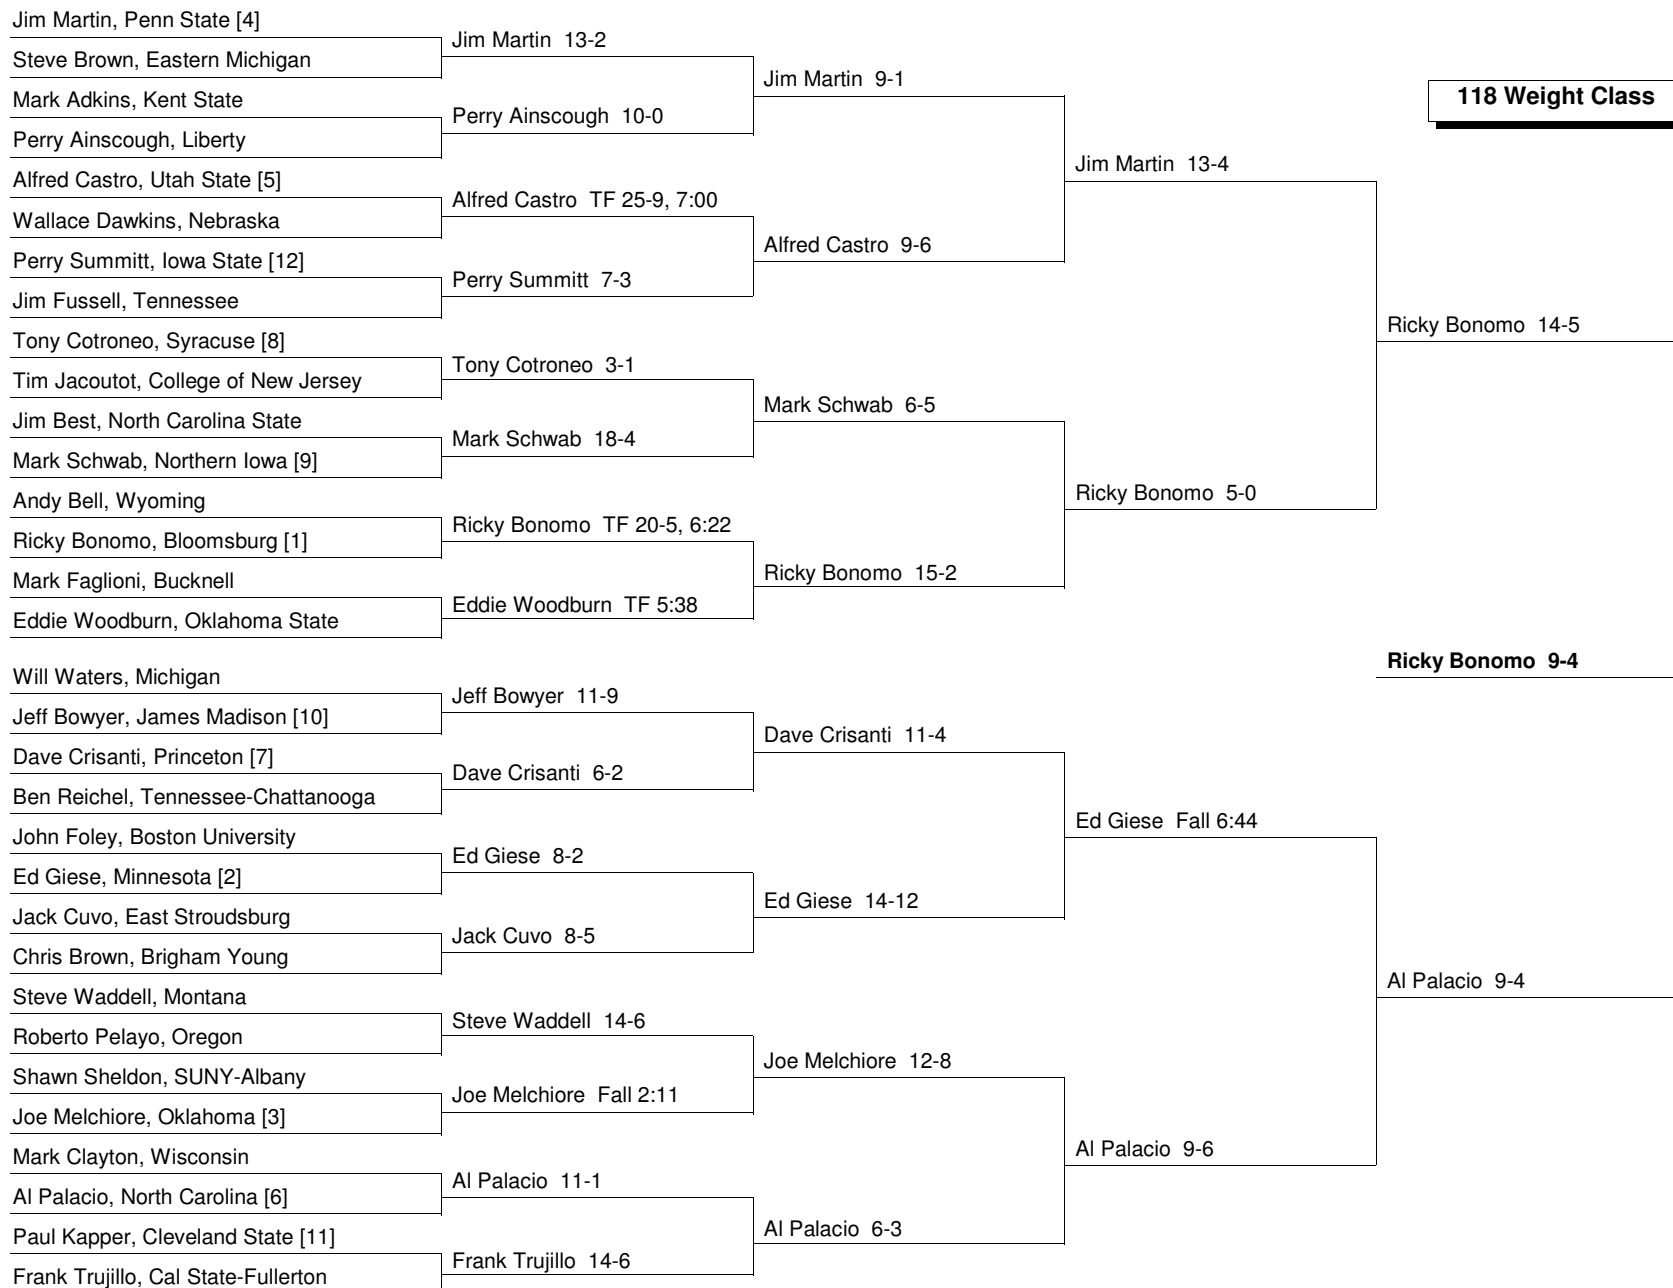 118 Weight Class
Jim Martin, Penn State [4]
Steve Brown, Eastern Michigan
Mark Adkins, Kent State
Perry Ainscough, Liberty
Alfred Castro, Utah State [5]
Wallace Dawkins, Nebraska
Perry Summitt, Iowa State [12]
Jim Fussell, Tennessee
Tony Cotroneo, Syracuse [8]
Tim Jacoutot, College of New Jersey
Jim Best, North Carolina State
Mark Schwab, Northern Iowa [9]
Andy Bell, Wyoming
Ricky Bonomo, Bloomsburg [1]
Mark Faglioni, Bucknell
Eddie Woodburn, Oklahoma State
Will Waters, Michigan
Jeff Bowyer, James Madison [10]
Dave Crisanti, Princeton [7]
Ben Reichel, Tennessee-Chattanooga
John Foley, Boston University
Ed Giese, Minnesota [2]
Jack Cuvo, East Stroudsburg
Chris Brown, Brigham Young
Steve Waddell, Montana
Roberto Pelayo, Oregon
Shawn Sheldon, SUNY-Albany
Joe Melchiore, Oklahoma [3]
Mark Clayton, Wisconsin
Al Palacio, North Carolina [6]
Paul Kapper, Cleveland State [11]
Frank Trujillo, Cal State-Fullerton
Jim Martin 13-2
Perry Ainscough 10-0
Alfred Castro TF 25-9, 7:00
Perry Summitt 7-3
Tony Cotroneo 3-1
Mark Schwab 18-4
Ricky Bonomo TF 20-5, 6:22
Eddie Woodburn TF 5:38
Jeff Bowyer 11-9
Dave Crisanti 6-2
Ed Giese 8-2
Jack Cuvo 8-5
Steve Waddell 14-6
Joe Melchiore Fall 2:11
Al Palacio 11-1
Frank Trujillo 14-6
Jim Martin 9-1
Alfred Castro 9-6
Mark Schwab 6-5
Ricky Bonomo 15-2
Dave Crisanti 11-4
Ed Giese 14-12
Joe Melchiore 12-8
Al Palacio 6-3
Jim Martin 13-4
Ricky Bonomo 5-0
Ed Giese Fall 6:44
Al Palacio 9-6
Ricky Bonomo 14-5
Al Palacio 9-4
Ricky Bonomo 9-4